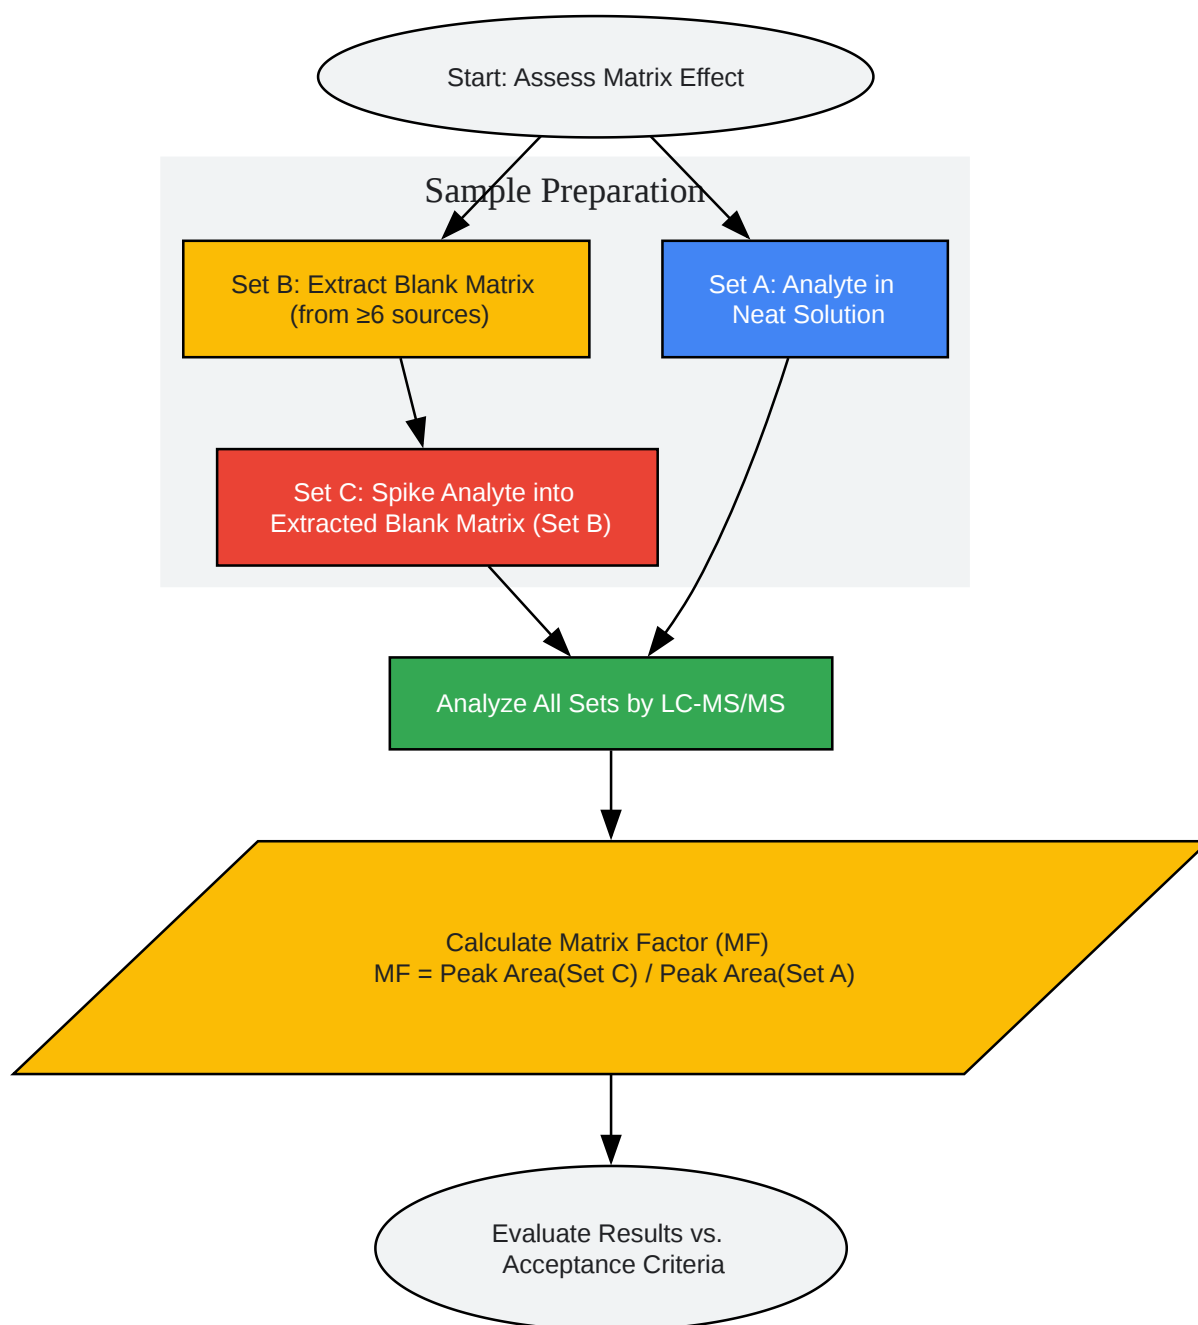 Start: Assess Matrix Effect
Sample Preparation
Set B: Extract Blank Matrix
(from ≥6 sources)
Set A: Analyte in
Neat Solution
Set C: Spike Analyte into
Extracted Blank Matrix (Set B)
Analyze All Sets by LC-MS/MS
Calculate Matrix Factor (MF)
MF = Peak Area(Set C) / Peak Area(Set A)
Evaluate Results vs.
Acceptance Criteria